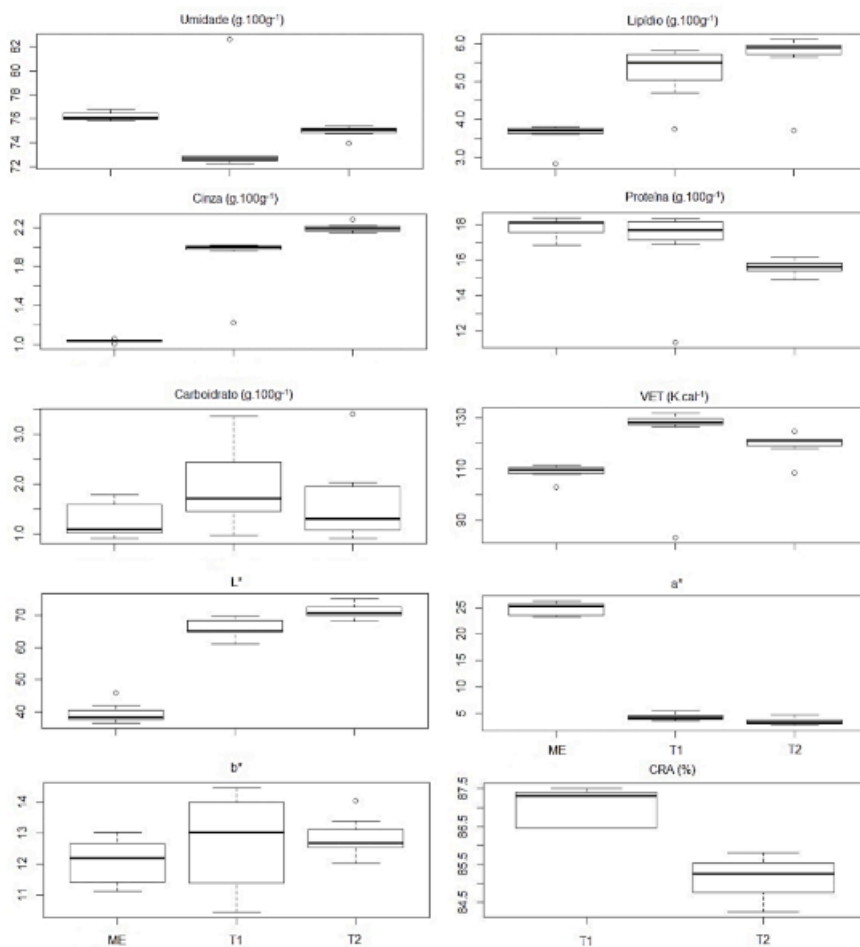 Umidade (g.100g⁻¹)
72 74 76 78 80 82
Lipídio (g.100g⁻¹)
3.0 4.0 5.0 6.0
Cinza (g.100g⁻¹)
1.0 1.4 1.8 2.2
Proteína (g.100g⁻¹)
12 14 16 18
Carboidrato (g.100g⁻¹)
1.0 2.0 3.0
VET (K.cal⁻¹)
90 110 130
L*
40 50 60 70
a*
5 10 15 20 25
ME T1 T2
b*
11 12 13 14
ME T1 T2
CRA (%)
84.5 85.5 86.5 87.5
T1 T2